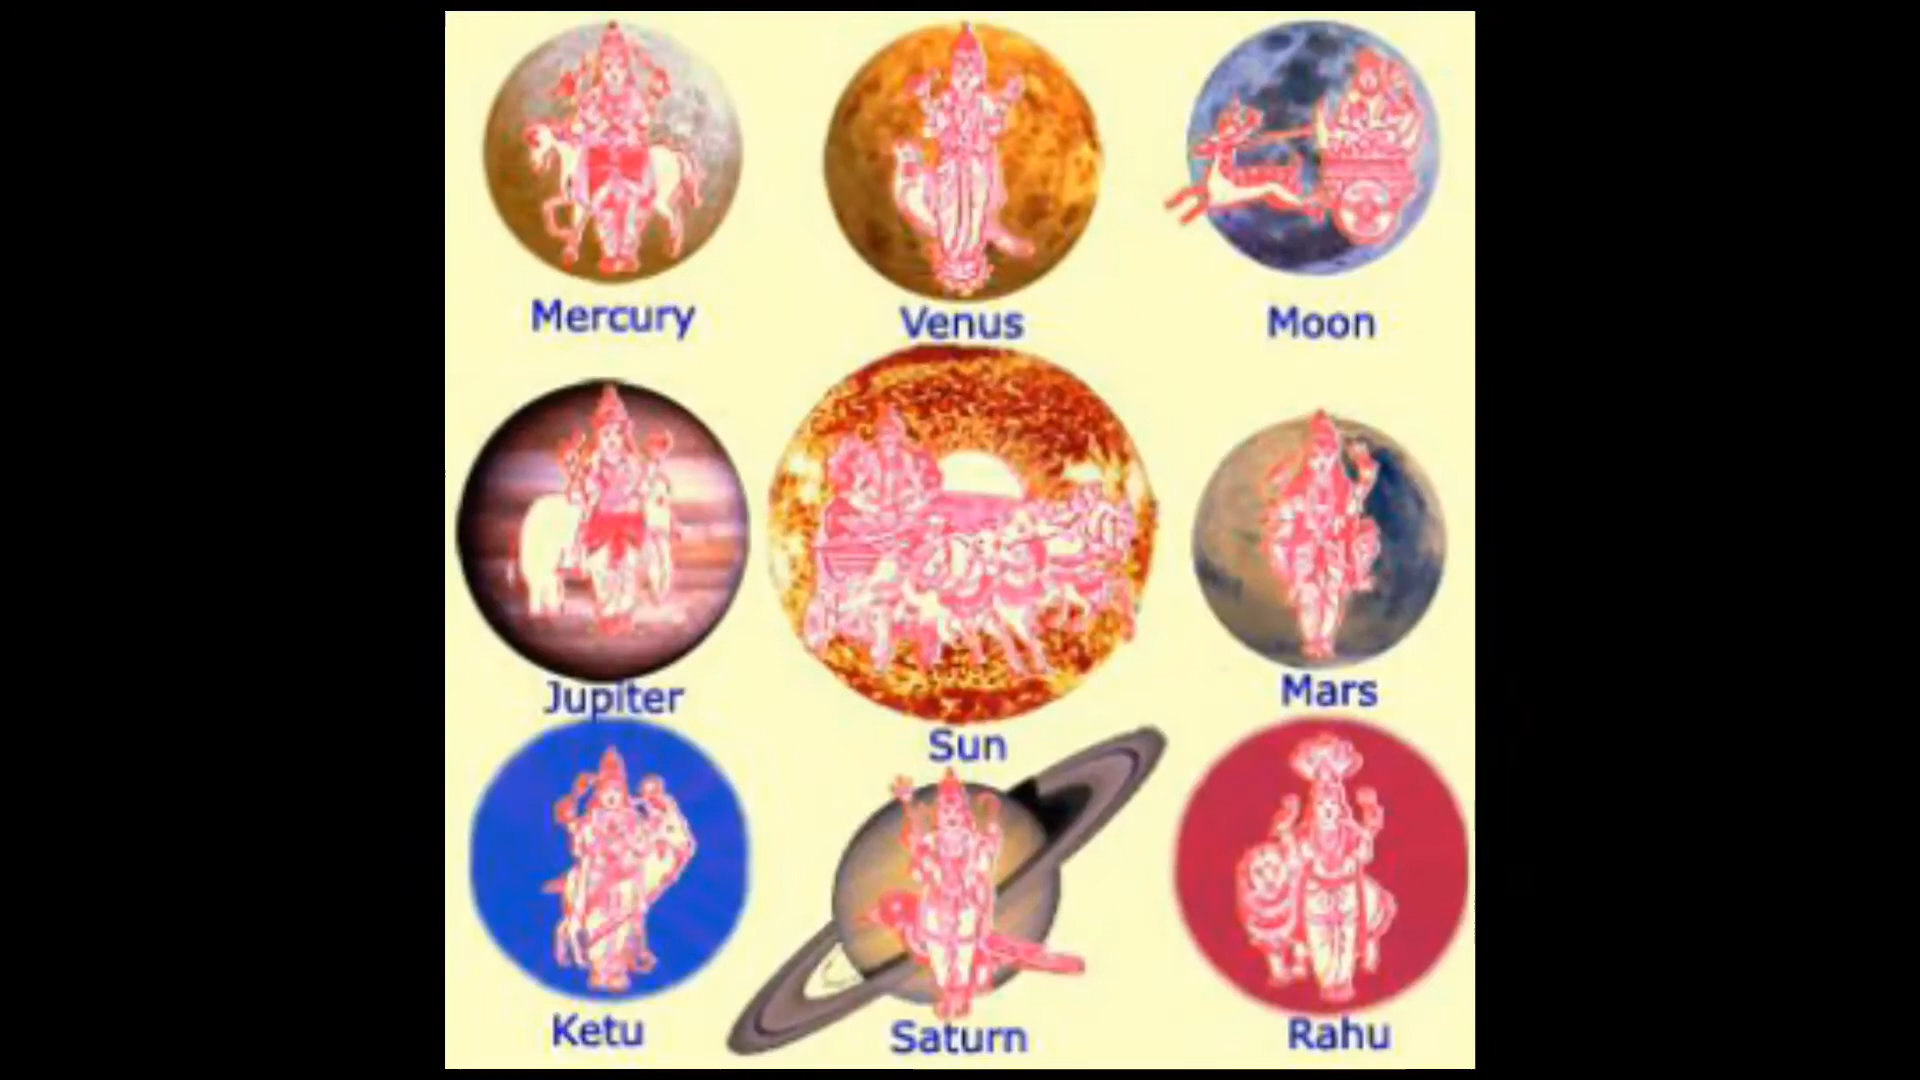 Mercury
Venus
Moon
Jupiter
Sun
Mars
Ketu
Saturn
Rahu